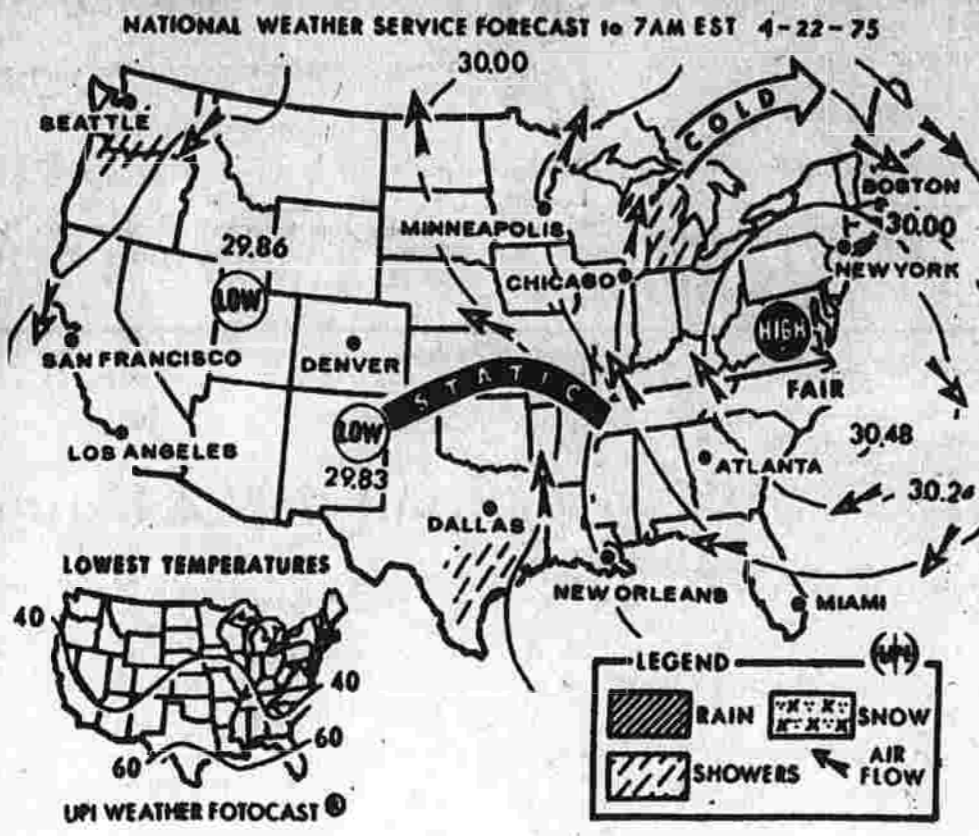 NATIONAL WEATHER SERVICE FORECAST to 7AM EST 4-22-75
30.00
COLD
SEATTLE
BOSTON
30.00
MINNEAPOLIS
29.86
NEW YORK
CHICAGO
LOW
HIGH
SAN FRANCISCO
DENVER
STATIC
FAIR
LOW
30.48
LOS ANGELES
ATLANTA
29.83
30.24
DALLAS
LOWEST TEMPERATURES
NEW ORLEANS
MIAMI
40
UPI
LEGEND
40
RAIN
SNOW
60
60
SHOWERS
AIR
FLOW
UPI WEATHER FOTOCAST ®